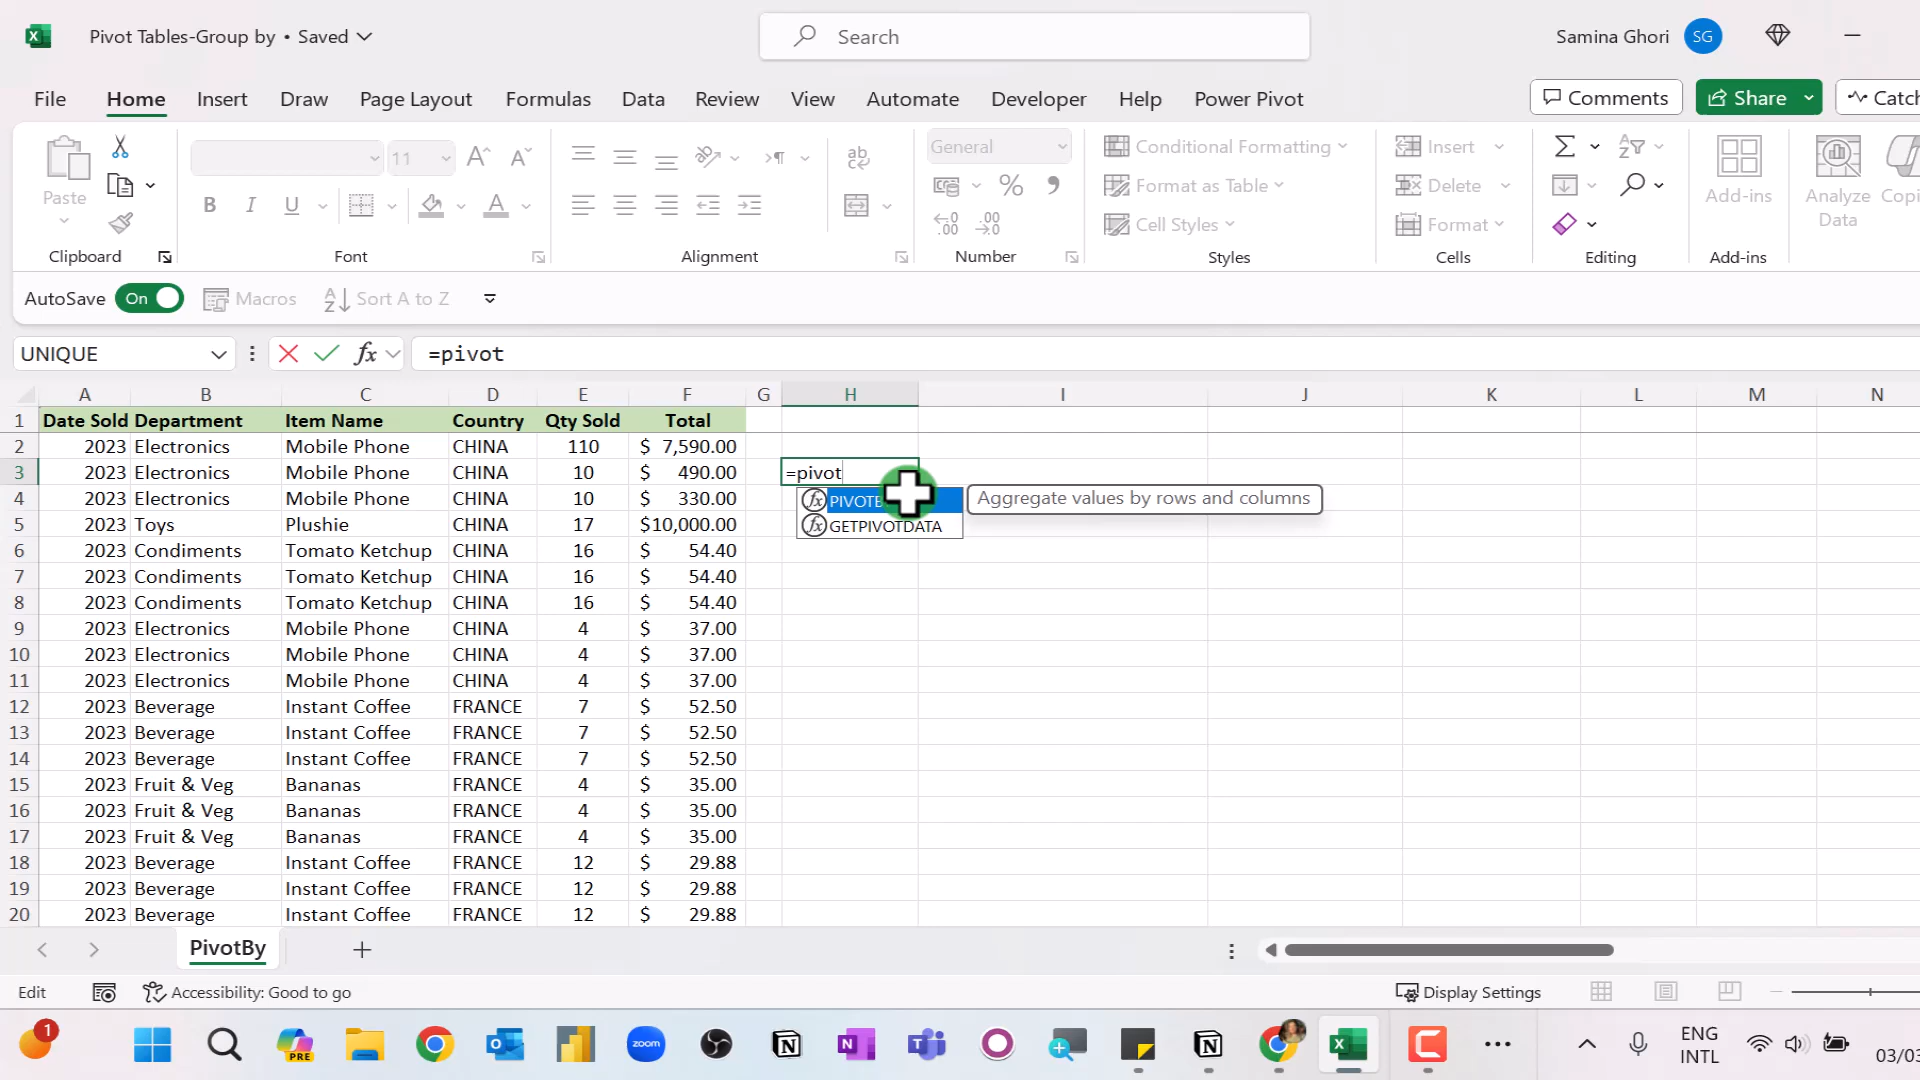 Pivot Tables-Group by • Saved
Search
Samina Ghori SG
File Home Insert Draw Page Layout Formulas Data Review View Automate Developer Help Power Pivot
Comments Share
Paste
11
B I U
A A
ab
General
% 9
Conditional Formatting
Format as Table
Cell Styles
Insert
Delete
Format
Add-ins
Analyze
Data
Clipboard Font Alignment Number Styles Cells Editing Add-ins
AutoSave On Macros Sort A to Z
UNIQUE fx =pivot
A B C D E F G H I J K L M N
1 Date Sold Department Item Name Country Qty Sold Total
2 2023 Electronics Mobile Phone CHINA 110 $ 7,590.00
3 2023 Electronics Mobile Phone CHINA 10 $ 490.00 =pivot
4 2023 Electronics Mobile Phone CHINA 10 $ 330.00
Aggregate values by rows and columns
5 2023 Toys Plushie CHINA 17 $10,000.00
GETPIVOTDATA
6 2023 Condiments Tomato Ketchup CHINA 16 $ 54.40
7 2023 Condiments Tomato Ketchup CHINA 16 $ 54.40
8 2023 Condiments Tomato Ketchup CHINA 16 $ 54.40
9 2023 Electronics Mobile Phone CHINA 4 $ 37.00
10 2023 Electronics Mobile Phone CHINA 4 $ 37.00
11 2023 Electronics Mobile Phone CHINA 4 $ 37.00
12 2023 Beverage Instant Coffee FRANCE 7 $ 52.50
13 2023 Beverage Instant Coffee FRANCE 7 $ 52.50
14 2023 Beverage Instant Coffee FRANCE 7 $ 52.50
15 2023 Fruit & Veg Bananas FRANCE 4 $ 35.00
16 2023 Fruit & Veg Bananas FRANCE 4 $ 35.00
17 2023 Fruit & Veg Bananas FRANCE 4 $ 35.00
18 2023 Beverage Instant Coffee FRANCE 12 $ 29.88
19 2023 Beverage Instant Coffee FRANCE 12 $ 29.88
20 2023 Beverage Instant Coffee FRANCE 12 $ 29.88
PivotBy
Edit Accessibility: Good to go Display Settings
1
PRE
zoom
ENG
INTL